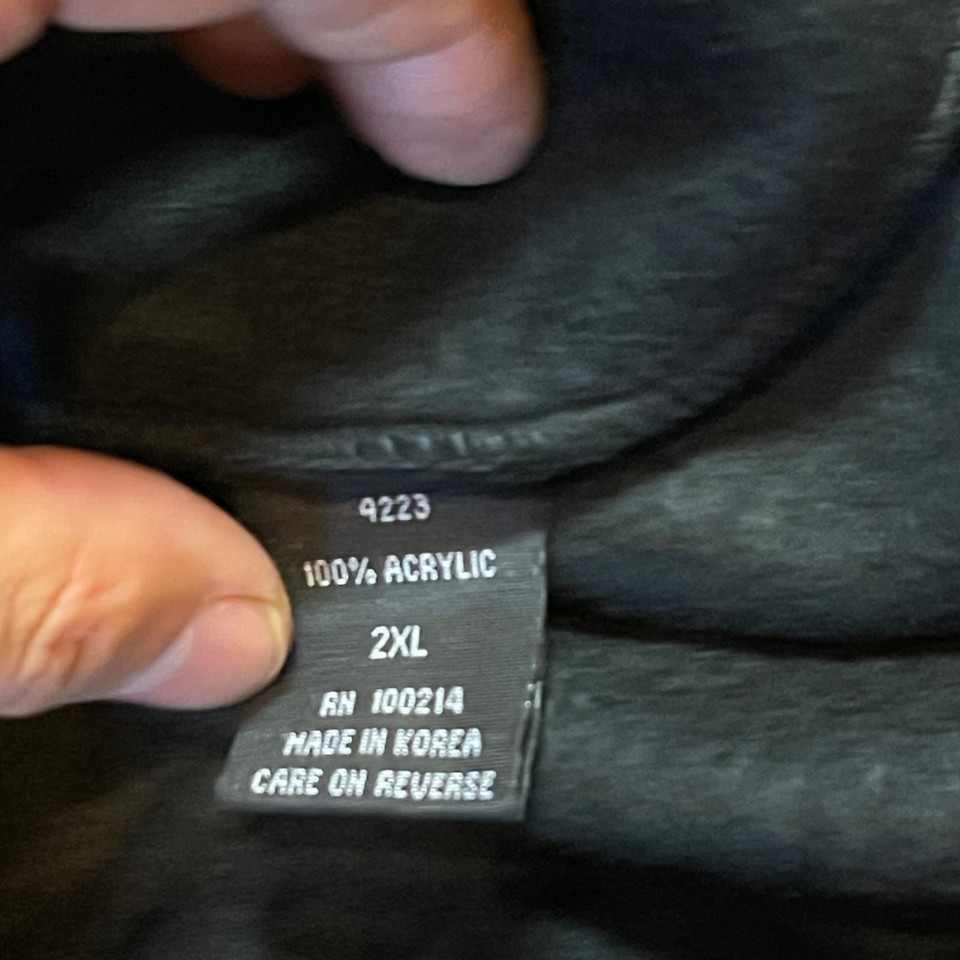 9223
100% ACRYLIC
2XL
RN 100214
MADE IN KOREA
CARE ON REVERSE